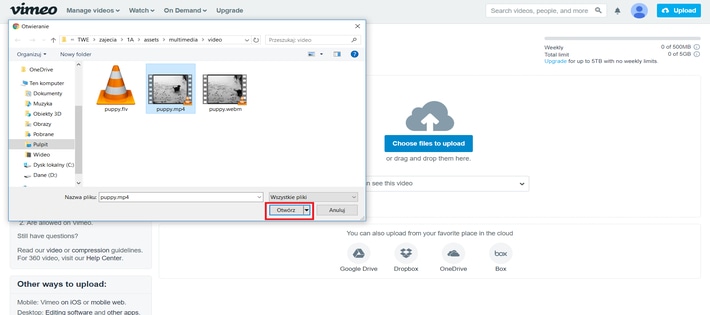 vimeo Manage videos Watch On Demand Upgrade Search videos, people, and more Upload
Otwieranie
TWE > zajecia > 1A > assets > multimedia > video Przeszukaj: video
Organizuj Nowy folder
OneDrive
Ten komputer
Dokumenty
Muzyka
Obiekty 3D
Obrazy
Pobrane
Pulpit
Wideo
Dysk lokalny (C:)
Dane (D:)
puppy.flv puppy.mp4 puppy.webm
Nazwa pliku: puppy.mp4 Wszystkie pliki
Otwórz Anuluj
Weekly 0 of 500MB
Total limit 0 of 5GB
Upgrade for up to 5TB with no weekly limits.
Choose files to upload
or drag and drop them here.
n see this video
2. Are allowed on Vimeo.
Still have questions?
Read our video or compression guidelines.
For 360 video, visit our Help Center.
Other ways to upload:
Mobile: Vimeo on iOS or mobile web.
Desktop: Editing software and other apps.
You can also upload from your favorite place in the cloud
Google Drive Dropbox OneDrive Box
box